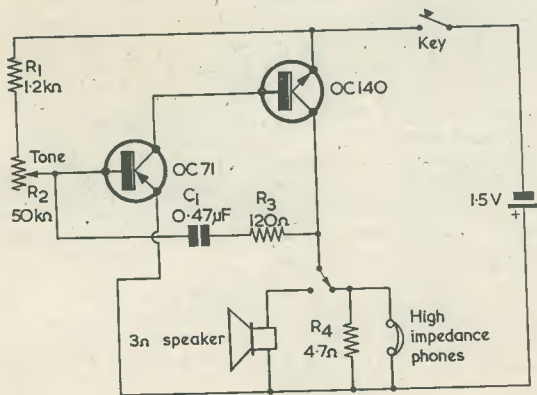 Key
R1
1.2kΩ
OC140
Tone
R2
50kΩ
OC71
C1
0.47µF
R3
120Ω
1.5V
+
3Ω speaker
R4
4.7Ω
High
impedance
phones